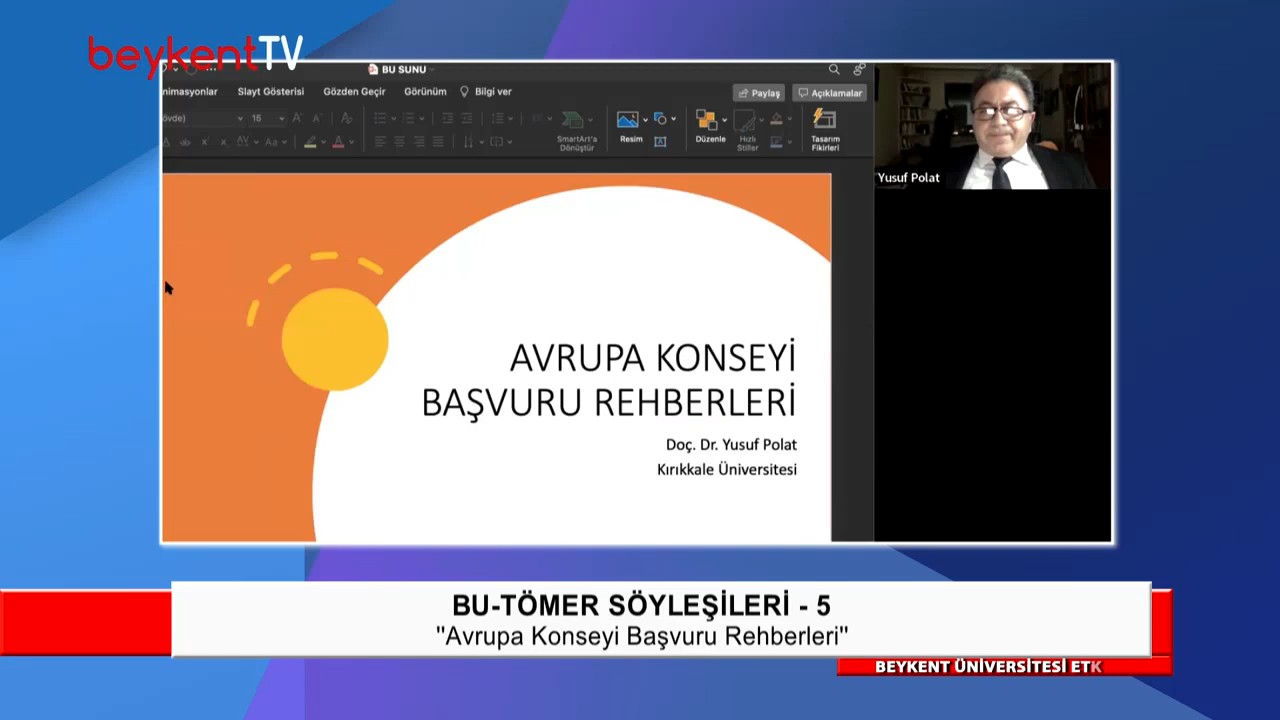 beykentTV
BU SUNU
nimasyonlar Slayt Gösterisi Gözden Geçir Görünüm Bilgi ver Paylaş Açıklamalar
övde) 16
SmartArt'a Dönüştür
Resim
Düzenle
Hızlı Stiller
Tasarım Fikirleri
Yusuf Polat
AVRUPA KONSEYİ
BAŞVURU REHBERLERİ
Doç. Dr. Yusuf Polat
Kırıkkale Üniversitesi
BU-TÖMER SÖYLEŞİLERİ - 5
"Avrupa Konseyi Başvuru Rehberleri"
BEYKENT ÜNİVERSİTESİ ETK